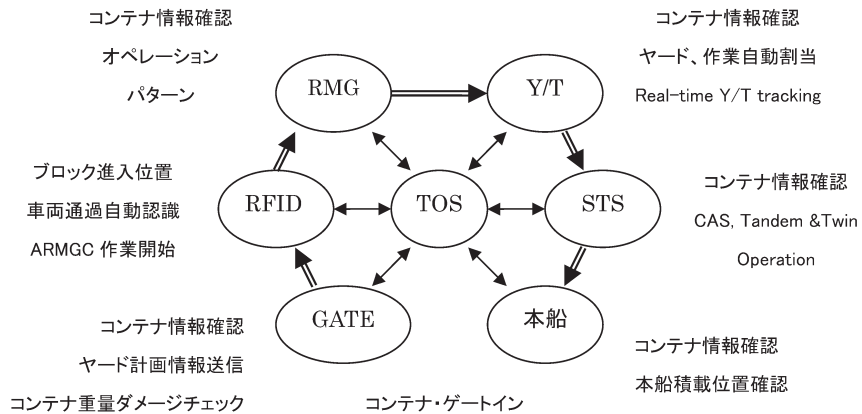 コンテナ情報確認
オペレーション
パターン
RMG
Y/T
コンテナ情報確認
ヤード、作業自動割当
Real-time Y/T tracking
ブロック進入位置
車両通過自動認識
ARMGC 作業開始
RFID
TOS
STS
コンテナ情報確認
CAS, Tandem &Twin
Operation
GATE
本船
コンテナ情報確認
ヤード計画情報送信
コンテナ重量ダメージチェック
コンテナ・ゲートイン
コンテナ情報確認
本船積載位置確認